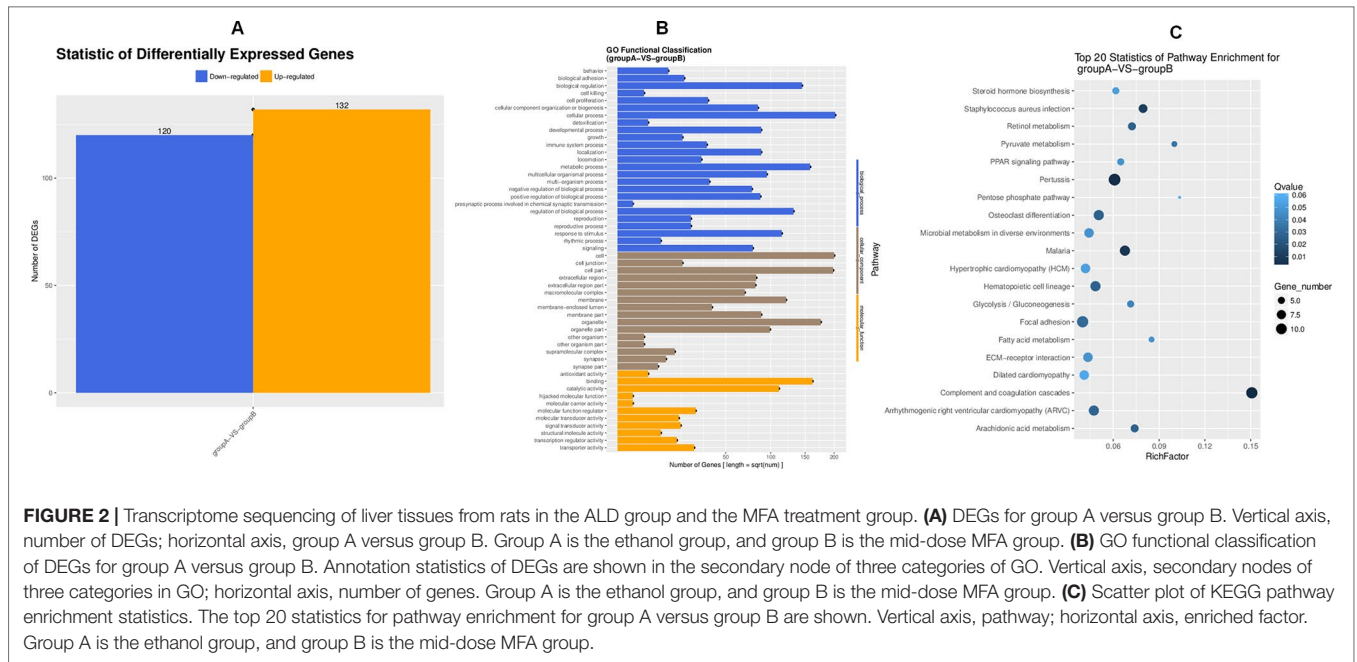 A
Statistic of Differentially Expressed Genes
Down-regulated Up-regulated
120
132
Number of DEGs
100
50
0
groupA-VS-groupB
B
GO Functional Classification
(groupA-VS-groupB)
behavior
biological adhesion
biological regulation
cell killing
cell proliferation
cellular component organization or biogenesis
cellular process
detoxification
developmental process
growth
immune system process
localization
locomotion
metabolic process
multicellular organismal process
multi-organism process
negative regulation of biological process
positive regulation of biological process
presynaptic process involved in chemical synaptic transmission
regulation of biological process
reproduction
reproductive process
response to stimulus
rhythmic process
signaling
cell
cell junction
cell part
extracellular region
extracellular region part
macromolecular complex
membrane
membrane-enclosed lumen
membrane part
organelle
organelle part
other organism
other organism part
supramolecular complex
synapse
synapse part
antioxidant activity
binding
catalytic activity
hijacked molecular function
molecular carrier activity
molecular function regulator
molecular transducer activity
signal transducer activity
structural molecule activity
transcription regulator activity
transporter activity
50 100 150 200
Number of Genes [ length = sqrt(num) ]
biological_process
cellular_component
molecular_function
Pathway
C
Top 20 Statistics of Pathway Enrichment for
groupA-VS-groupB
Steroid hormone biosynthesis
Staphylococcus aureus infection
Retinol metabolism
Pyruvate metabolism
PPAR signaling pathway
Pertussis
Pentose phosphate pathway
Osteoclast differentiation
Microbial metabolism in diverse environments
Malaria
Hypertrophic cardiomyopathy (HCM)
Hematopoietic cell lineage
Glycolysis / Gluconeogenesis
Focal adhesion
Fatty acid metabolism
ECM-receptor interaction
Dilated cardiomyopathy
Complement and coagulation cascades
Arrhythmogenic right ventricular cardiomyopathy (ARVC)
Arachidonic acid metabolism
0.06 0.09 0.12 0.15
RichFactor
Qvalue
0.06
0.05
0.04
0.03
0.02
0.01
Gene_number
5.0
7.5
10.0
FIGURE 2 | Transcriptome sequencing of liver tissues from rats in the ALD group and the MFA treatment group. (A) DEGs for group A versus group B. Vertical axis,
number of DEGs; horizontal axis, group A versus group B. Group A is the ethanol group, and group B is the mid-dose MFA group. (B) GO functional classification
of DEGs for group A versus group B. Annotation statistics of DEGs are shown in the secondary node of three categories of GO. Vertical axis, secondary nodes of
three categories in GO; horizontal axis, number of genes. Group A is the ethanol group, and group B is the mid-dose MFA group. (C) Scatter plot of KEGG pathway
enrichment statistics. The top 20 statistics for pathway enrichment for group A versus group B are shown. Vertical axis, pathway; horizontal axis, enriched factor.
Group A is the ethanol group, and group B is the mid-dose MFA group.